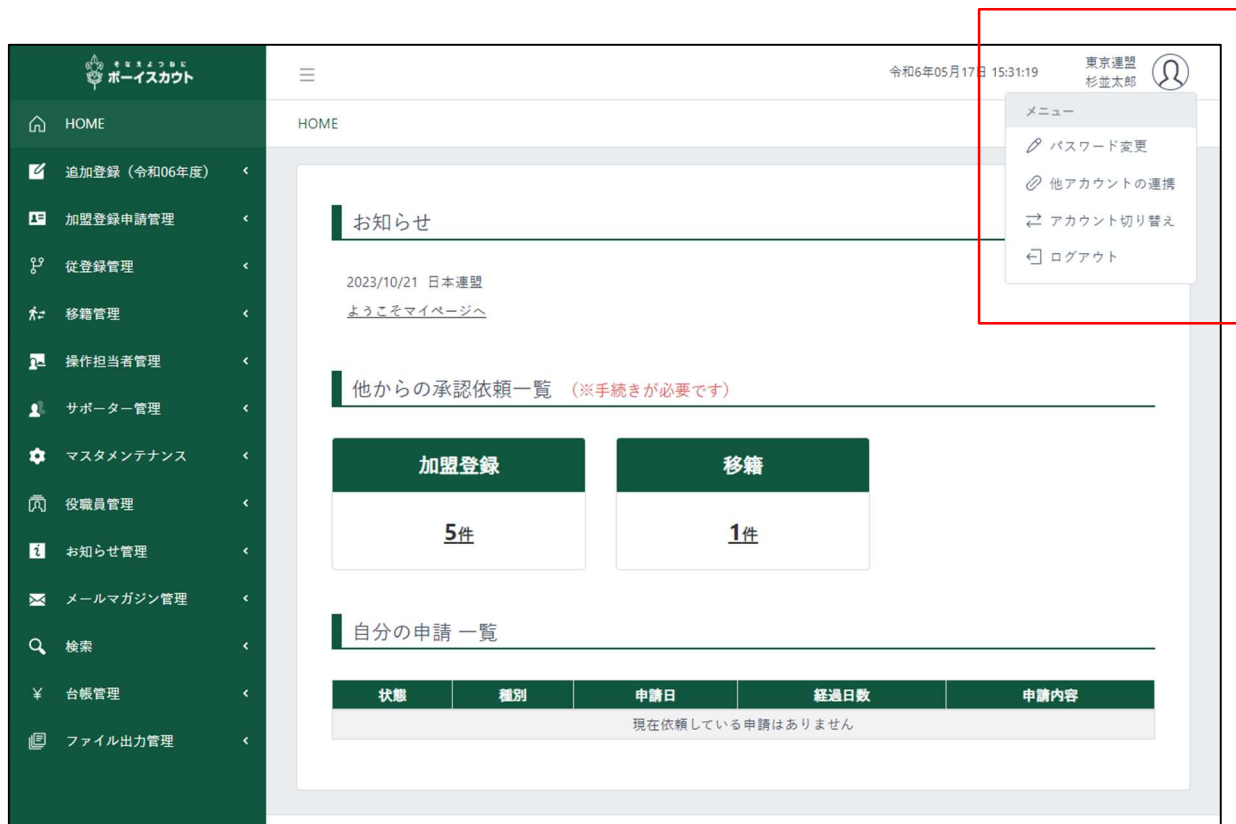 そなえよつねに
ボーイスカウト
令和6年05月17日 15:31:19
東京連盟
杉並太郎
HOME
追加登録（令和06年度）
加盟登録申請管理
従登録管理
移籍管理
操作担当者管理
サポーター管理
マスタメンテナンス
役職員管理
お知らせ管理
メールマガジン管理
検索
台帳管理
ファイル出力管理
HOME
メニュー
パスワード変更
他アカウントの連携
アカウント切り替え
ログアウト
お知らせ
2023/10/21 日本連盟
ようこそマイページへ
他からの承認依頼一覧 （※手続きが必要です）
加盟登録 移籍
5件 1件
自分の申請 一覧
状態 種別 申請日 経過日数 申請内容
現在依頼している申請はありません